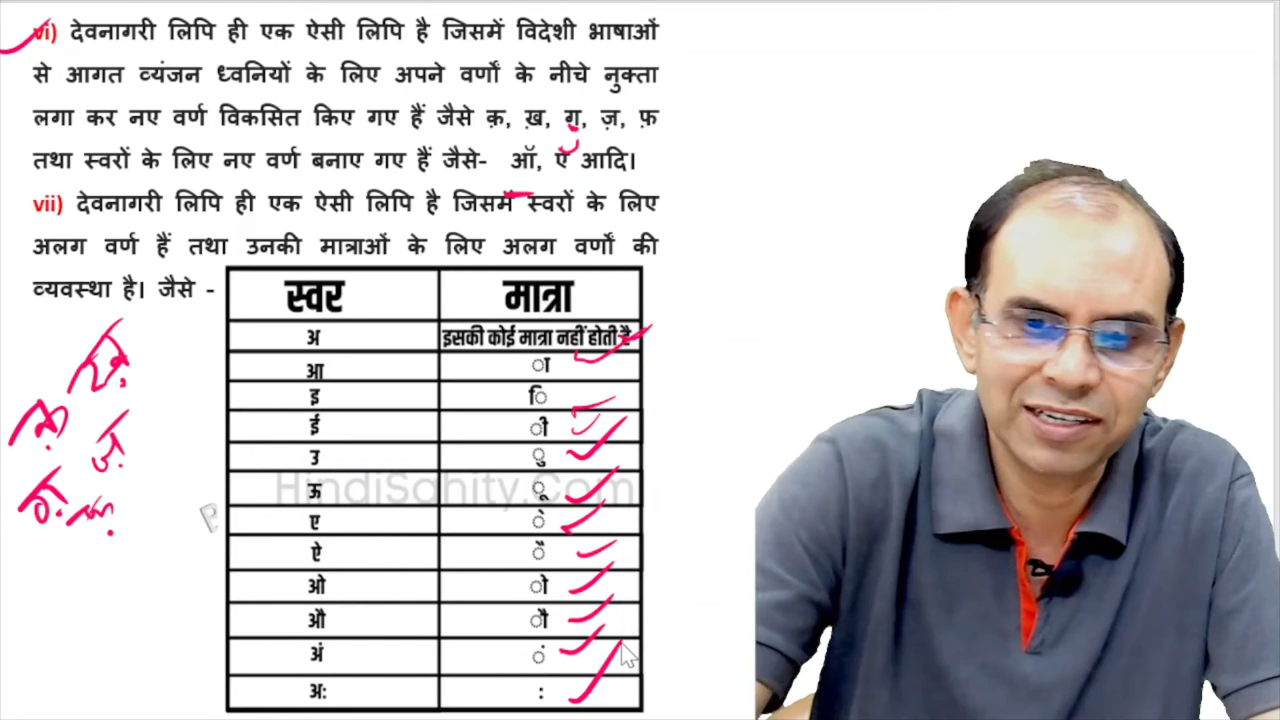 vi) देवनागरी लिपि ही एक ऐसी लिपि है जिसमें विदेशी भाषाओं
से आगत व्यंजन ध्वनियों के लिए अपने वर्णों के नीचे नुक्ता
लगा कर नए वर्ण विकसित किए गए हैं जैसे क़, ख़, ग़, ज़, फ़
तथा स्वरों के लिए नए वर्ण बनाए गए हैं जैसे- ऑ, ऍ आदि।
vii) देवनागरी लिपि ही एक ऐसी लिपि है जिसमें स्वरों के लिए
अलग वर्ण हैं तथा उनकी मात्राओं के लिए अलग वर्णों की
व्यवस्था है। जैसे -
स्वर मात्रा
अ इसकी कोई मात्रा नहीं होती है
आ ा
इ ि
ई ी
उ ु
ऊ ू
ए े
ऐ ै
ओ ो
औ ौ
अं ं
अः :
HindiSahity.Com
ज़